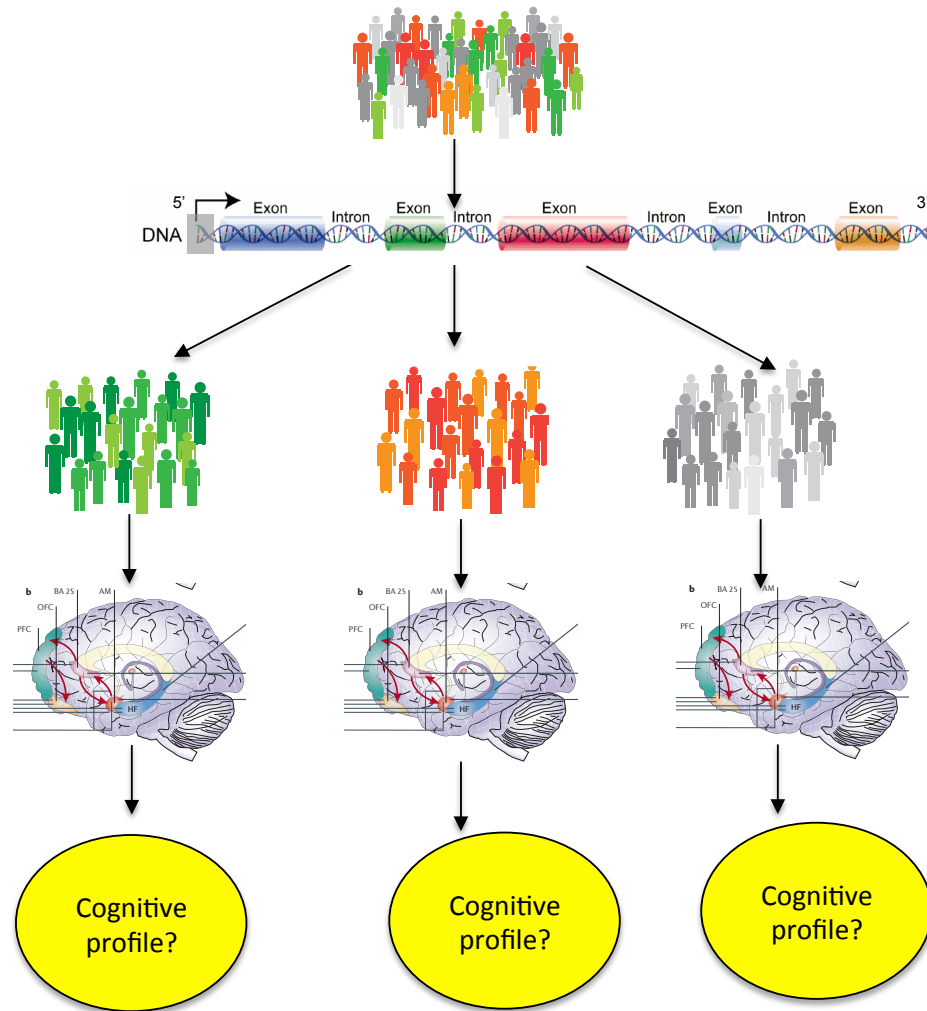 5'
3
Exon
Exon
Exon
Exon
Exon
Intron
Intron
Intron
Intron
DNA
b
BA 25
AM
OFC
PFC
HF
b
BA 25
AM
OFC
PFC
HF
b
BA 25
AM
OFC
PFC
HF
Cognitive
profile?
Cognitive
profile?
Cognitive
profile?